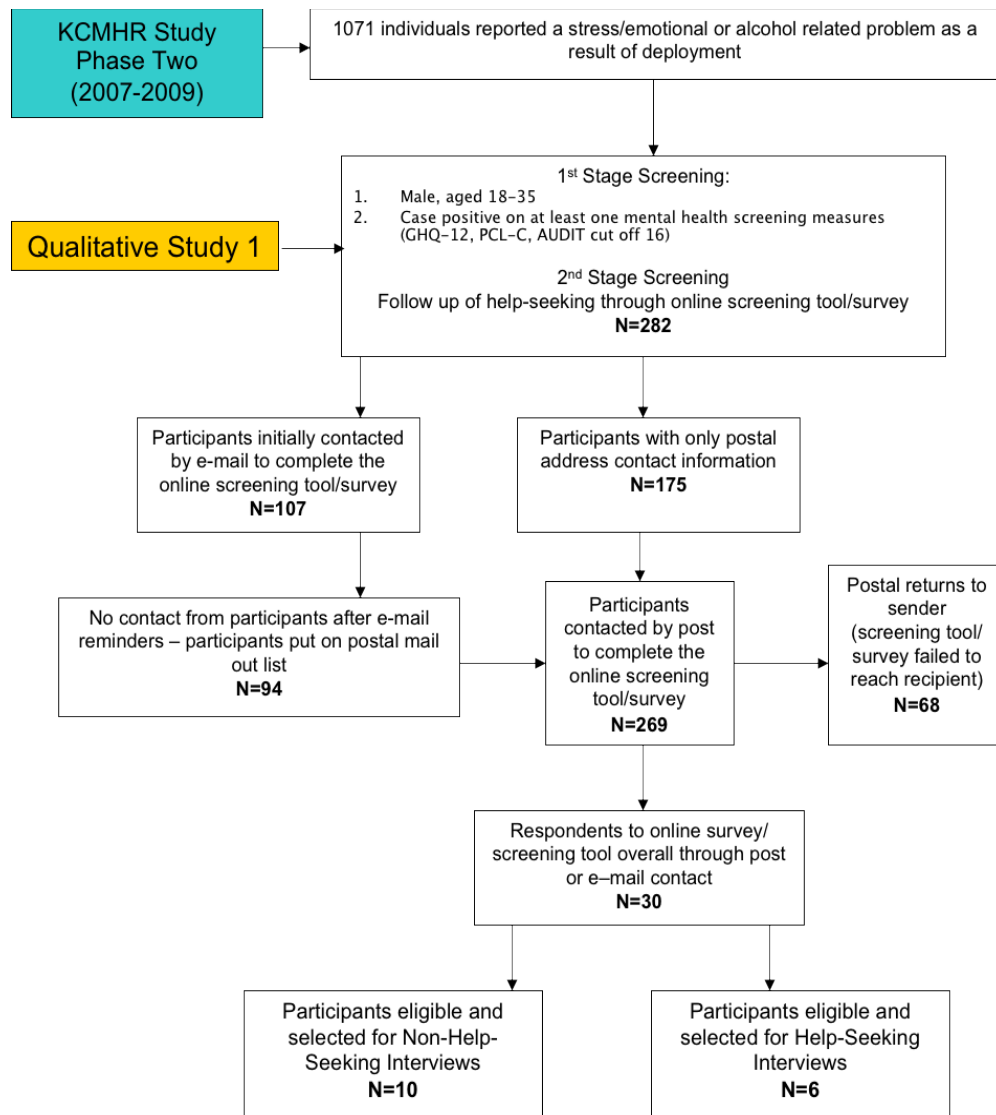 KCMHR Study
Phase Two
(2007-2009)
1071 individuals reported a stress/emotional or alcohol related problem as a
result of deployment
1st Stage Screening:
1. Male, aged 18-35
2. Case positive on at least one mental health screening measures
(GHQ-12, PCL-C, AUDIT cut off 16)
Qualitative Study 1
2nd Stage Screening
Follow up of help-seeking through online screening tool/survey
N=282
Participants initially contacted
by e-mail to complete the
online screening tool/survey
N=107
Participants with only postal
address contact information
N=175
No contact from participants after e-mail
reminders – participants put on postal mail
out list
N=94
Participants
contacted by post
to complete the
online screening
tool/survey
N=269
Postal returns to
sender
(screening tool/
survey failed to
reach recipient)
N=68
Respondents to online survey/
screening tool overall through post
or e–mail contact
N=30
Participants eligible and
selected for Non-Help-
Seeking Interviews
N=10
Participants eligible and
selected for Help-Seeking
Interviews
N=6